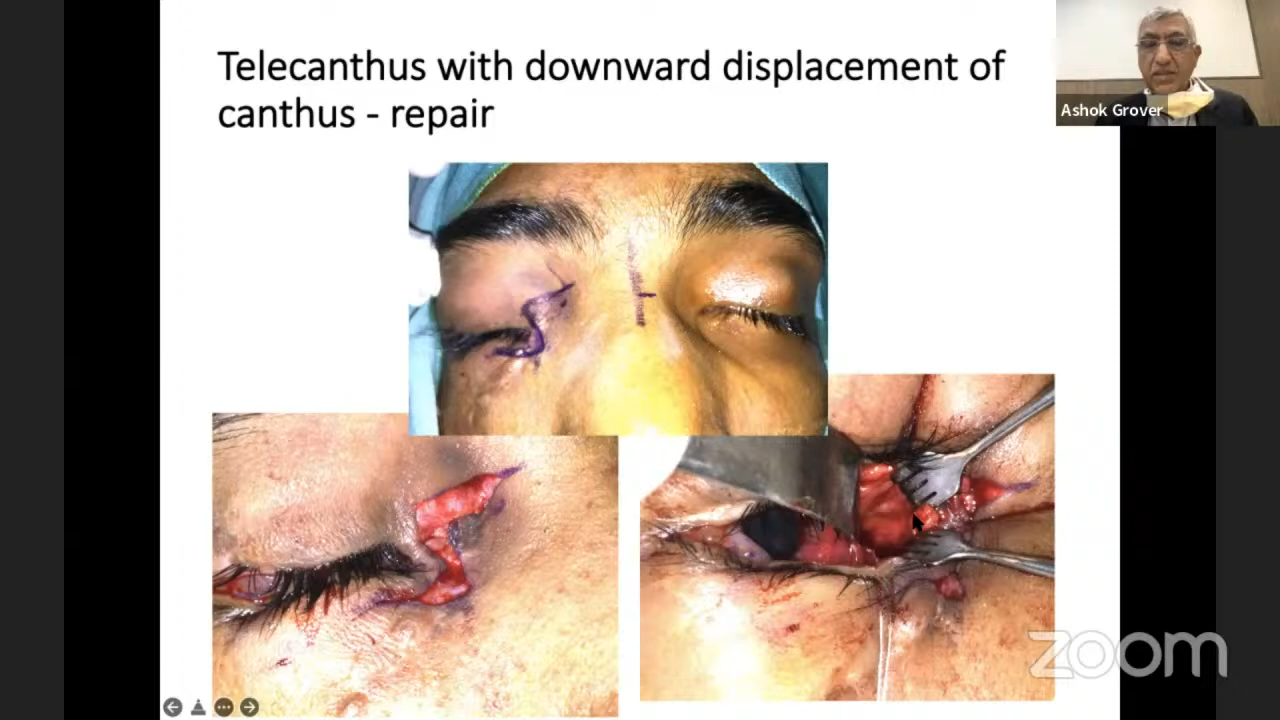 Telecanthus with downward displacement of
canthus - repair
Ashok Grover
zoom